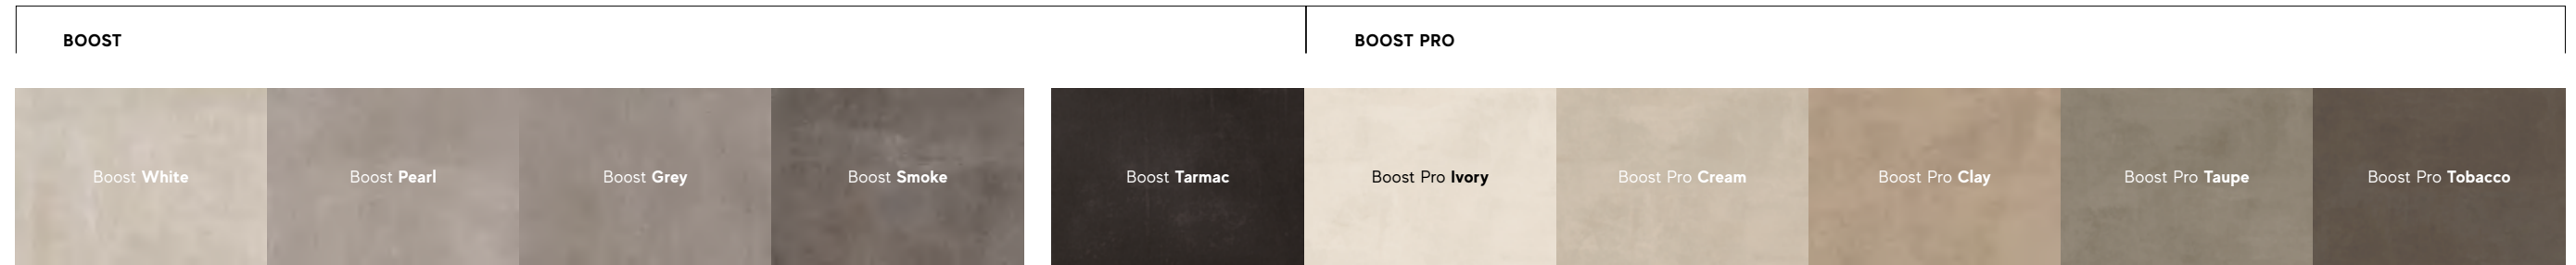 BOOST
BOOST PRO
Boost White
Boost Pearl
Boost Grey
Boost Smoke
Boost Tarmac
Boost Pro Ivory
Boost Pro Cream
Boost Pro Clay
Boost Pro Taupe
Boost Pro Tobacco